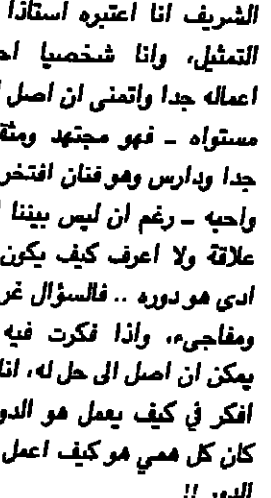 الشريف انا اعتبره استاذا
التمثيل، وانا شخصيا اح
اعماله جدا واتمنى ان اصل
مستواه - فهو مجتهد ومثق
جدا ودارس وهو فنان افتخر
واحبه - رغم ان ليس بيننا
علاقة ولا اعرف كيف يكون
ادي هو دوره .. فالسؤال غر
ومفاجىء، واذا فكرت فيه
يمكن ان اصل الى حل له، انا
افكر في كيف يعمل هو الدو
كان كل همي هو كيف اعمل
الدور !!